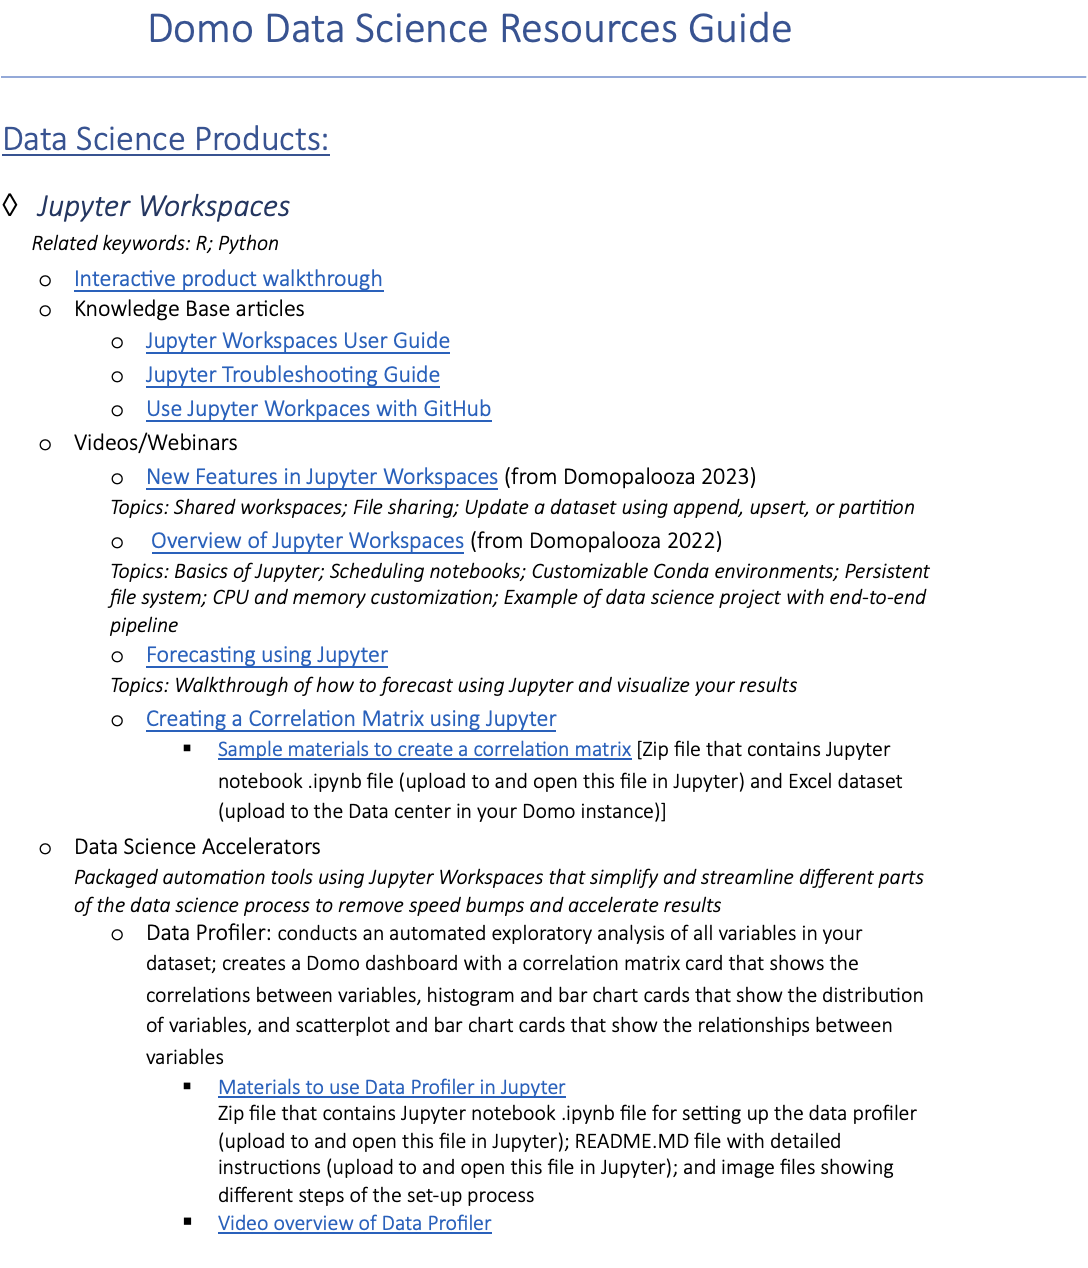 Domo Data Science Resources Guide
Data Science Products:
◊ Jupyter Workspaces
Related keywords: R; Python
o Interactive product walkthrough
o Knowledge Base articles
o Jupyter Workspaces User Guide
o Jupyter Troubleshooting Guide
o Use Jupyter Workpaces with GitHub
o Videos/Webinars
o New Features in Jupyter Workspaces (from Domopalooza 2023)
Topics: Shared workspaces; File sharing; Update a dataset using append, upsert, or partition
o Overview of Jupyter Workspaces (from Domopalooza 2022)
Topics: Basics of Jupyter; Scheduling notebooks; Customizable Conda environments; Persistent
file system; CPU and memory customization; Example of data science project with end-to-end
pipeline
o Forecasting using Jupyter
Topics: Walkthrough of how to forecast using Jupyter and visualize your results
o Creating a Correlation Matrix using Jupyter
▪ Sample materials to create a correlation matrix [Zip file that contains Jupyter
notebook .ipynb file (upload to and open this file in Jupyter) and Excel dataset
(upload to the Data center in your Domo instance)]
o Data Science Accelerators
Packaged automation tools using Jupyter Workspaces that simplify and streamline different parts
of the data science process to remove speed bumps and accelerate results
o Data Profiler: conducts an automated exploratory analysis of all variables in your
dataset; creates a Domo dashboard with a correlation matrix card that shows the
correlations between variables, histogram and bar chart cards that show the distribution
of variables, and scatterplot and bar chart cards that show the relationships between
variables
▪ Materials to use Data Profiler in Jupyter
Zip file that contains Jupyter notebook .ipynb file for setting up the data profiler
(upload to and open this file in Jupyter); README.MD file with detailed
instructions (upload to and open this file in Jupyter); and image files showing
different steps of the set-up process
▪ Video overview of Data Profiler